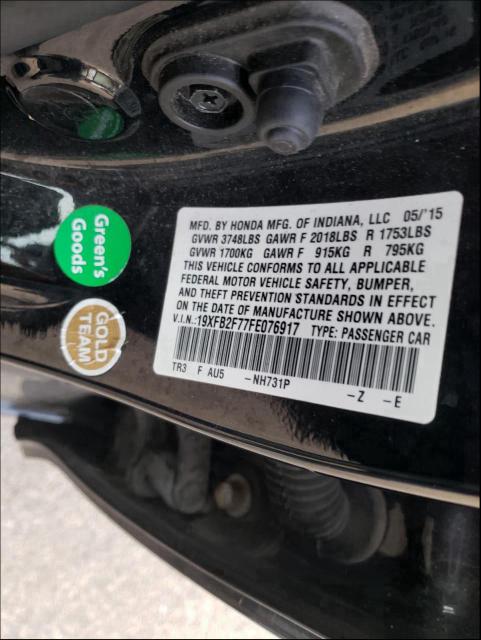 MFD. BY HONDA MFG. OF INDIANA, LLC 05/'15
GVWR 3748LBS GAWR F 2018LBS R 1753LBS
GVWR 1700KG GAWR F 915KG R 795KG
THIS VEHICLE CONFORMS TO ALL APPLICABLE
FEDERAL MOTOR VEHICLE SAFETY, BUMPER,
AND THEFT PREVENTION STANDARDS IN EFFECT
ON THE DATE OF MANUFACTURE SHOWN ABOVE.
V.I.N.:19XFB2F77FE076917 TYPE: PASSENGER CAR
TR3 F AU5 -NH731P -Z -E
Green's
Goods
GOLD
TEAM